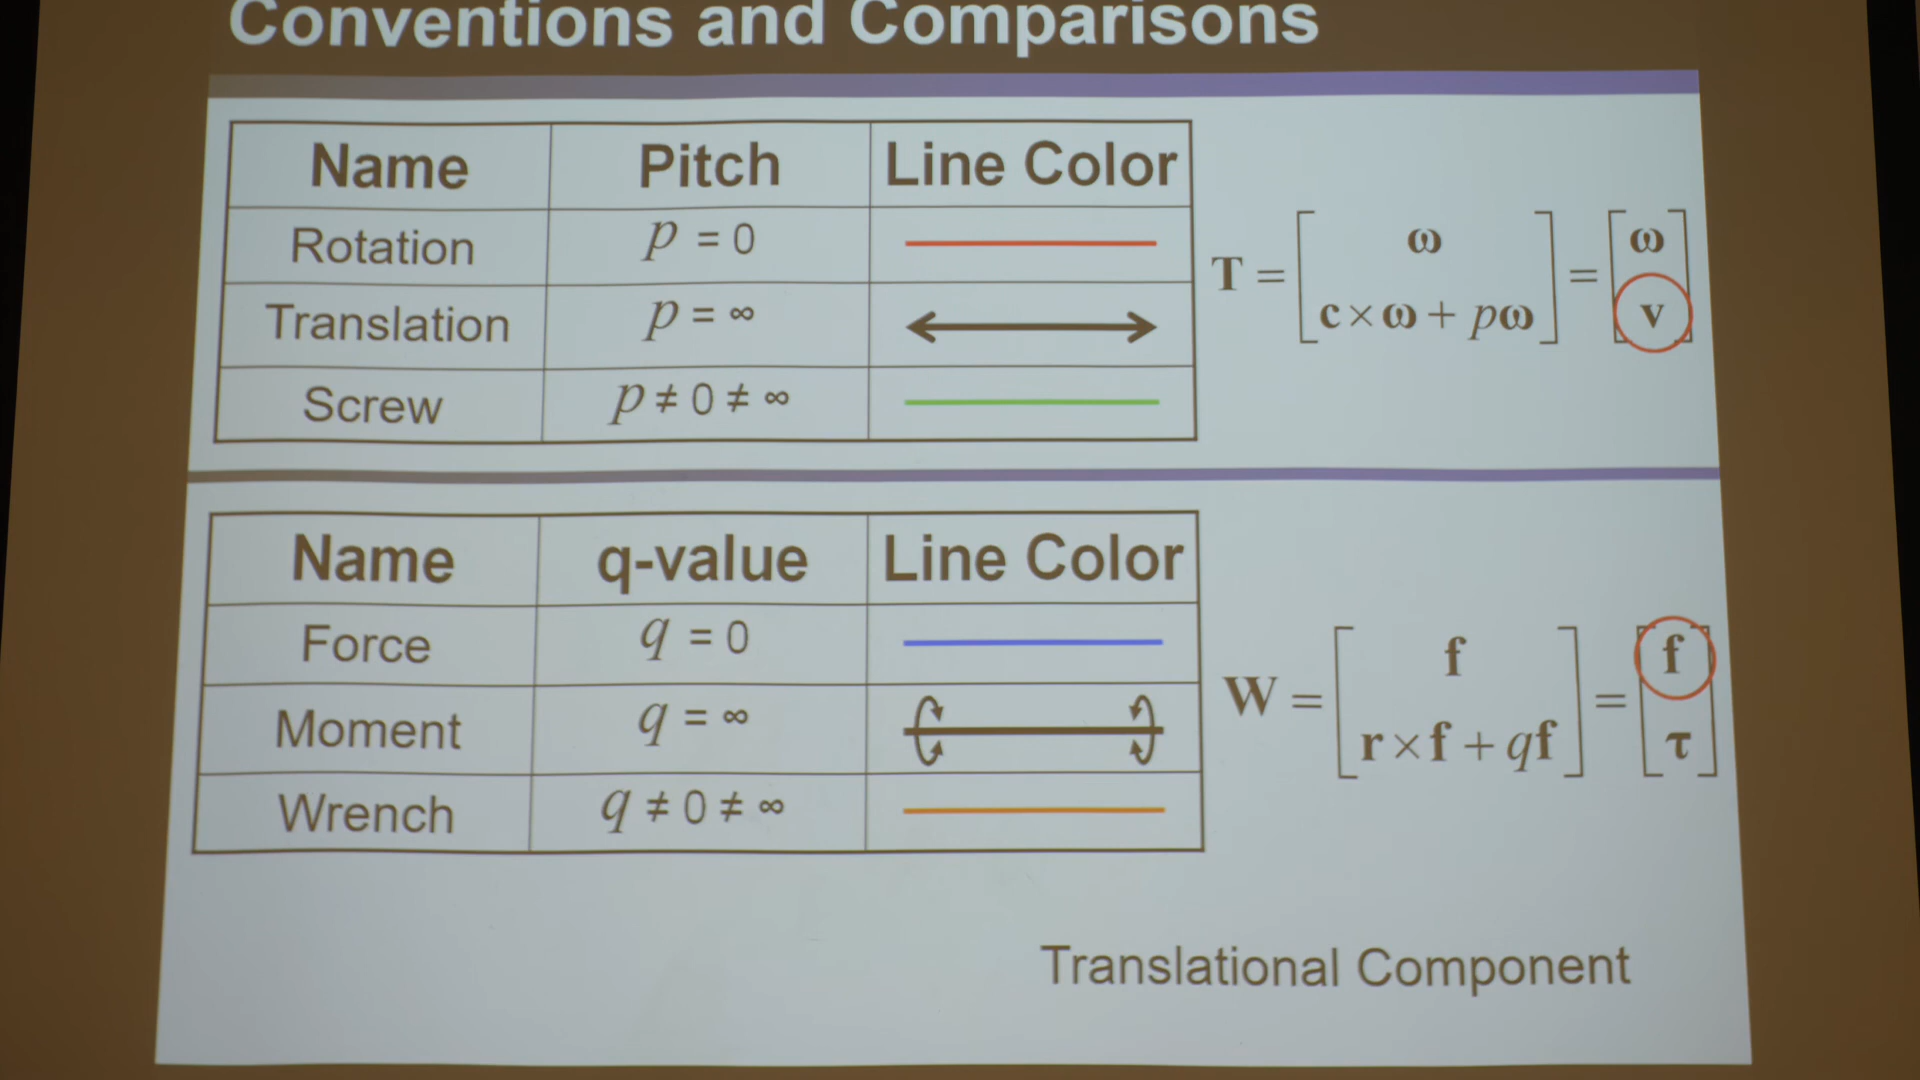 Conventions and Comparisons
Name Pitch Line Color
Rotation p = 0
Translation p = ∞
Screw p ≠ 0 ≠ ∞
T = [ ω ; c × ω + pω ] = [ ω ; v ]
Name q-value Line Color
Force q = 0
Moment q = ∞
Wrench q ≠ 0 ≠ ∞
W = [ f ; r × f + qf ] = [ f ; τ ]
Translational Component